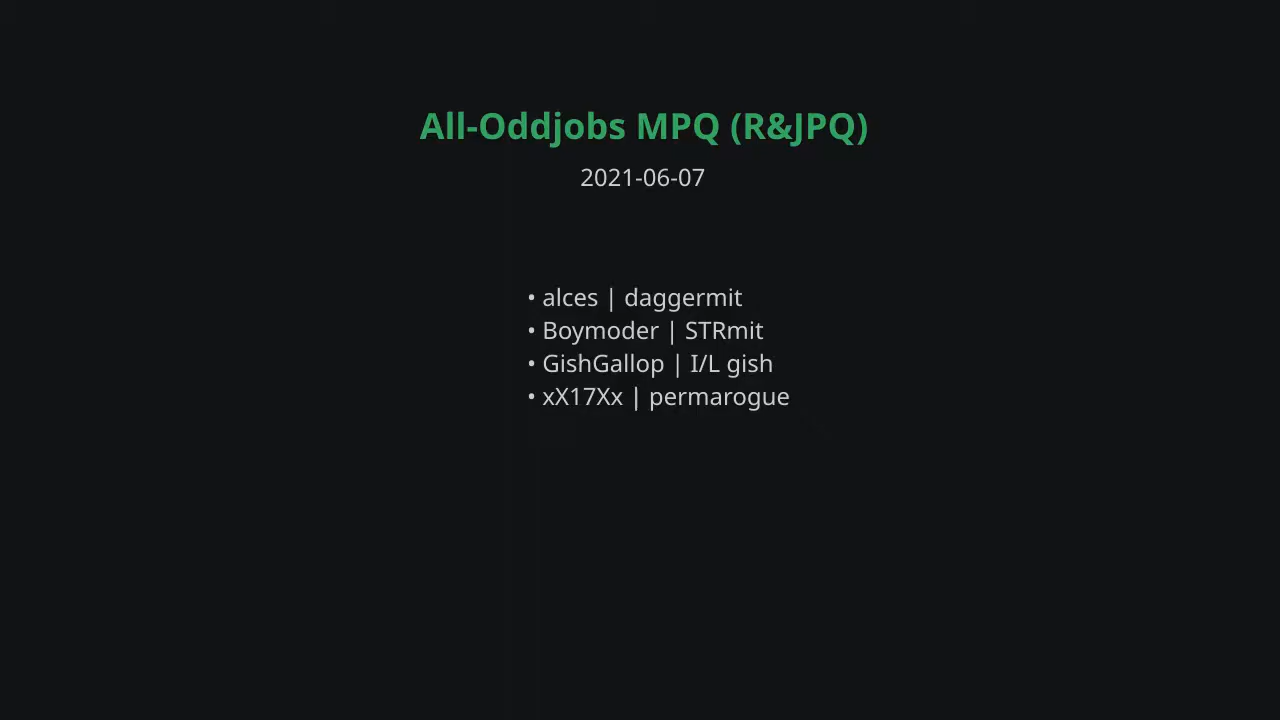 All-Oddjobs MPQ (R&JPQ)
2021-06-07
• alces | daggermit
• Boymoder | STRmit
• GishGallop | I/L gish
• xX17Xx | permarogue